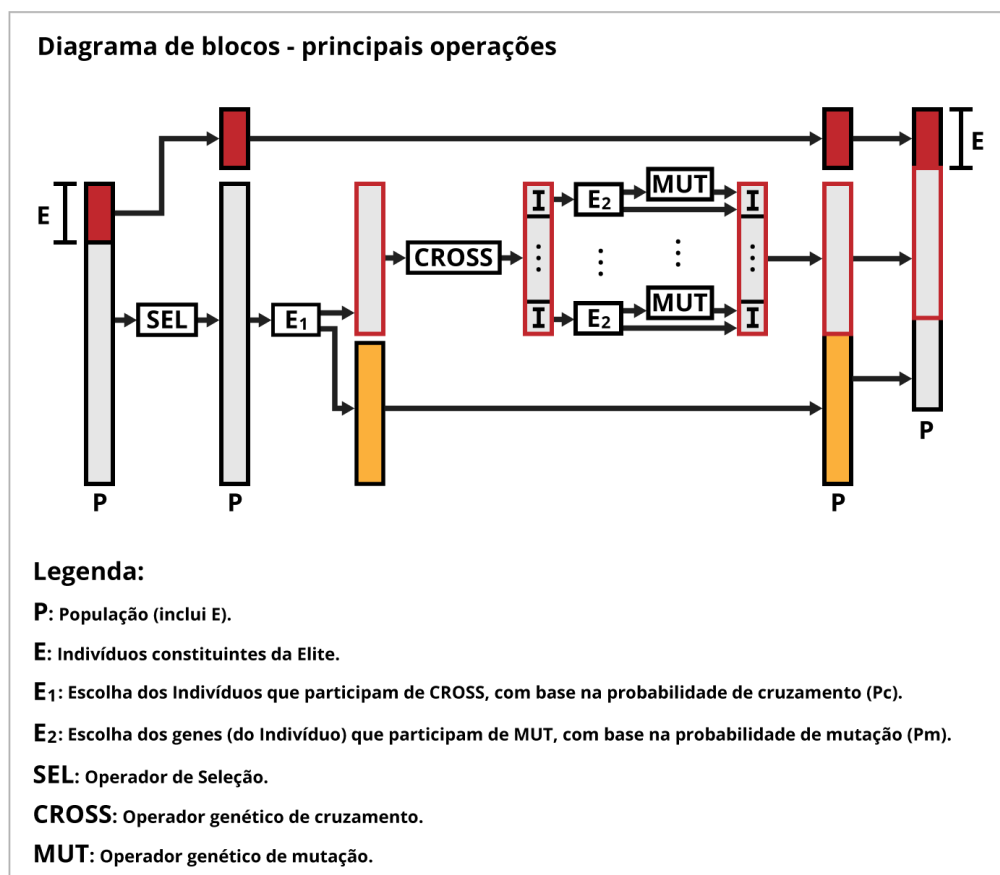 Diagrama de blocos - principais operações
E
E
I
E₂
MUT
I
⋮
⋮
⋮
⋮
CROSS
I
E₂
MUT
I
SEL
E₁
P
P
P
P
Legenda:
P: População (inclui E).
E: Indivíduos constituintes da Elite.
E₁: Escolha dos Indivíduos que participam de CROSS, com base na probabilidade de cruzamento (Pc).
E₂: Escolha dos genes (do Indivíduo) que participam de MUT, com base na probabilidade de mutação (Pm).
SEL: Operador de Seleção.
CROSS: Operador genético de cruzamento.
MUT: Operador genético de mutação.